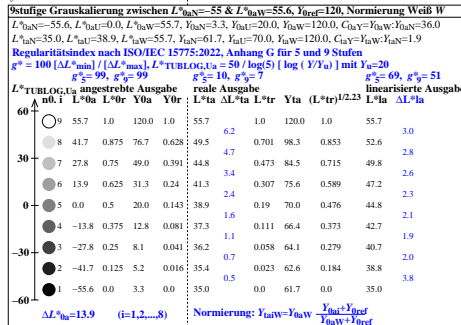 9stufige Graukalibrierung zwischen L*0aN=−55 & L*0aW=55.6, Y0ref=120, Normierung Weiß W
L*0aN=−55.6, L*0aU=0.0, L*0aW=55.7, Y0aN=3.3, Y0aU=20.0, Y0aW=120.0, C0aY=Y0aW:Y0aN=36.0
L*taN=35.0, L*taU=38.9, L*taW=55.7, YtaN=61.7, YtaU=70.0, YtaW=120.0, CtaY=YtaW:YtaN=1.9
Regularitätsindex nach ISO/IEC 15775:2022, Anhang G für 5 und 9 Stufen
g* = 100 [ΔL*min] / [ΔL*max], L*TUBLOG,Ua = 50 / log(5) [ log ( Y/Yu) ] mit Yu=20
g*5= 99, g*9= 99 g*5= 10, g*9= 7 g*5= 69, g*9= 51
L*TUBLOG,Ua angestrebte Ausgabe reale Ausgabe linearisierte Ausgabe
n0. i L*0a L*0r Y0a Y0r L*ta ΔL*ta L*tr Yta (L*tr)1/2.23 L*la ΔL*la
9 55.7 1.0 120.0 1.0 55.7 1.0 120.0 1.0 55.7
6.2 3.0
8 41.7 0.875 76.7 0.628 49.5 0.701 98.3 0.853 52.6
4.7 2.8
7 27.8 0.75 49.0 0.391 44.8 0.473 84.5 0.715 49.8
3.4 2.6
6 13.9 0.625 31.3 0.24 41.3 0.307 75.6 0.589 47.2
2.4 2.3
5 0.0 0.5 20.0 0.143 38.9 0.19 70.0 0.476 44.8
1.6 2.1
4 −13.8 0.375 12.8 0.081 37.3 0.111 66.4 0.373 42.7
1.1 1.9
3 −27.8 0.25 8.1 0.041 36.2 0.058 64.1 0.279 40.7
0.7 2.0
2 −41.7 0.125 5.2 0.016 35.4 0.023 62.6 0.184 38.8
0.5 3.8
1 −55.6 0.0 3.3 0.0 35.0 0.0 61.7 0.0 35.0
60
30
0
−30
−60
ΔL*0a=13.9 (i=1,2,...,8) Normierung: YtaiW=Y0aW (Y0ai+Y0ref)/(Y0aW+Y0ref)